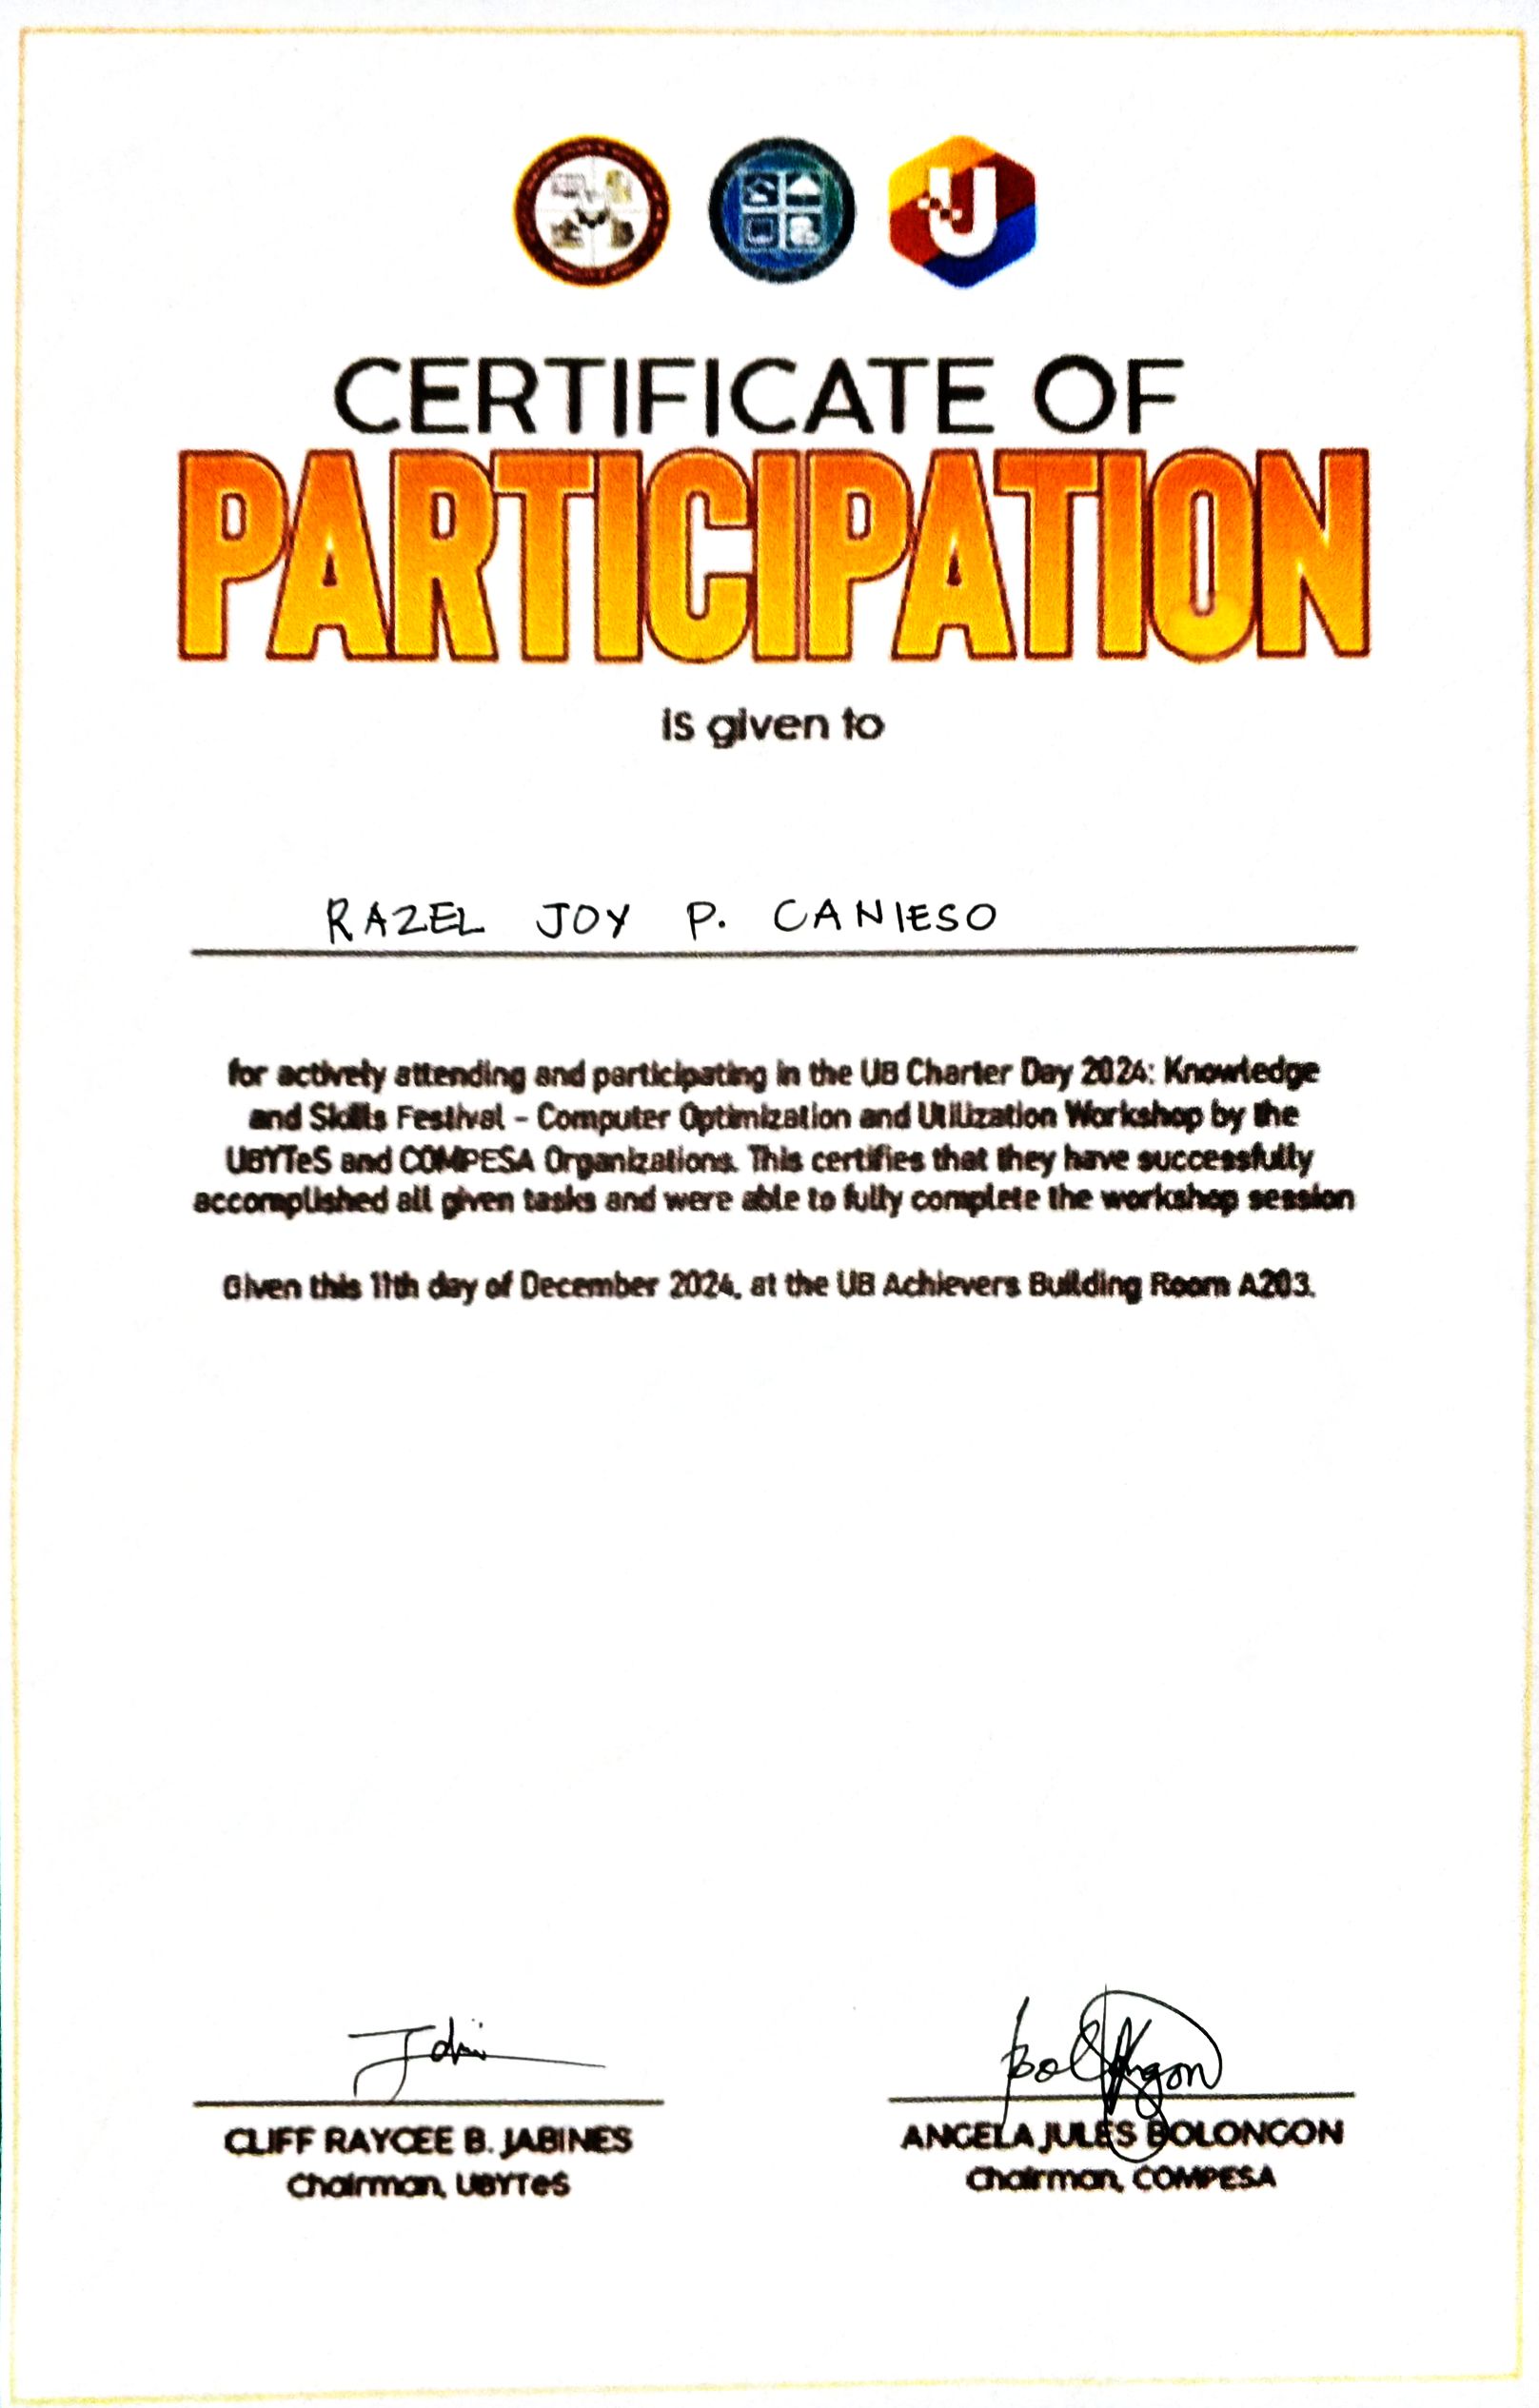 CERTIFICATE OF
PARTICIPATION
is given to
RAZEL JOY P. CANIESO
for actively attending and participating in the UB Charter Day 2024: Knowledge
and Skills Festival - Computer Optimization and Utilization Workshop by the
UBYTeS and COMPESA Organizations. This certifies that they have successfully
accomplished all given tasks and were able to fully complete the workshop session
Given this 11th day of December 2024, at the UB Achievers Building Room A203.
CLIFF RAYCEE B. JABINES
Chairman, UBYTeS
ANGELA JULES BOLONGON
Chairman, COMPESA